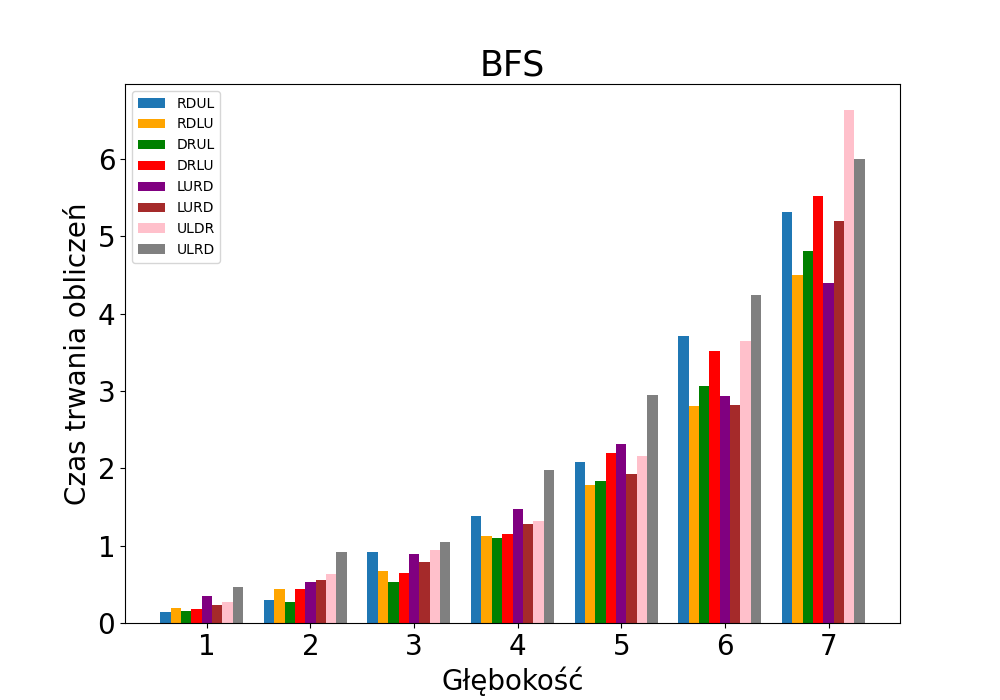 BFS
RDUL
RDLU
DRUL
DRLU
LURD
LURD
ULDR
ULRD
Czas trwania obliczeń
6
5
4
3
2
1
0
1 2 3 4 5 6 7
Głębokość